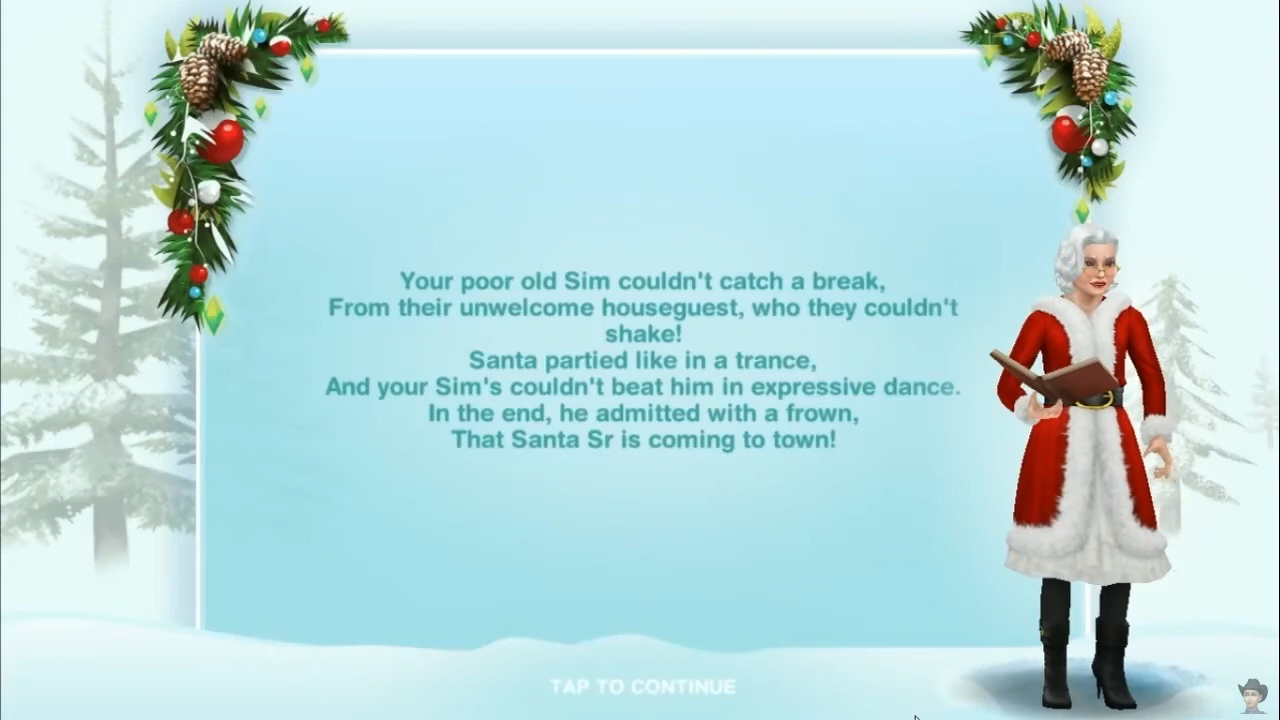 Your poor old Sim couldn't catch a break,
From their unwelcome houseguest, who they couldn't
shake!
Santa partied like in a trance,
And your Sim's couldn't beat him in expressive dance.
In the end, he admitted with a frown,
That Santa Sr is coming to town!
TAP TO CONTINUE